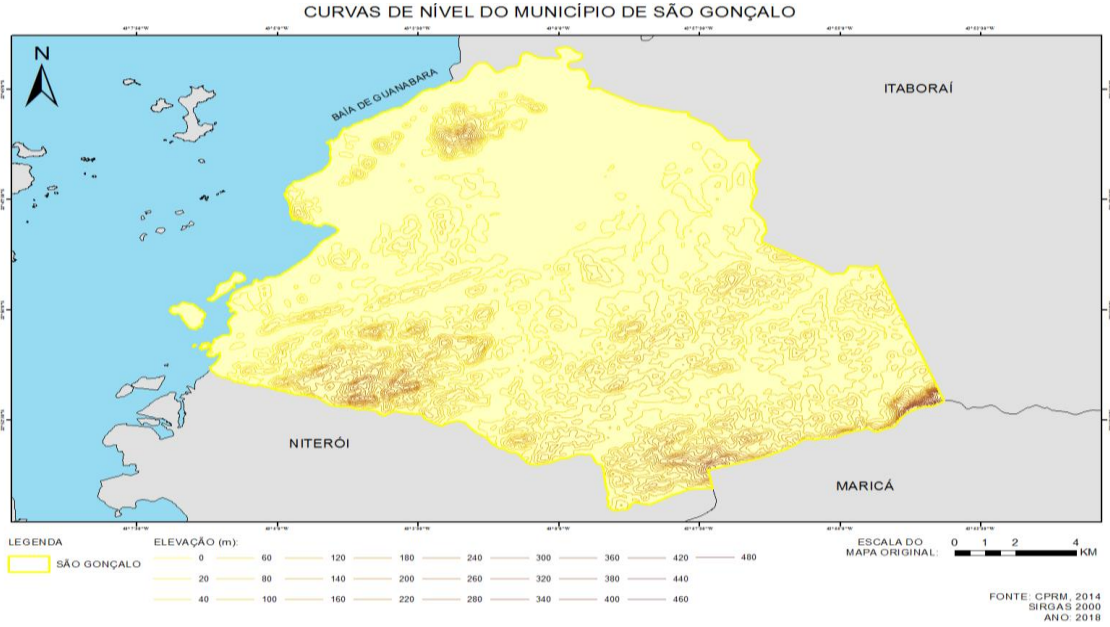 CURVAS DE NÍVEL DO MUNICÍPIO DE SÃO GONÇALO
N
BAÍA DE GUANABARA
ITABORAÍ
NITERÓI
MARICÁ
LEGENDA
SÃO GONÇALO
ELEVAÇÃO (m):
0 60 120 180 240 300 360 420 480
20 80 140 200 260 320 380 440
40 100 160 220 280 340 400 460
ESCALA DO
MAPA ORIGINAL:
0 1 2 4
KM
FONTE: CPRM, 2014
SIRGAS 2000
ANO: 2018